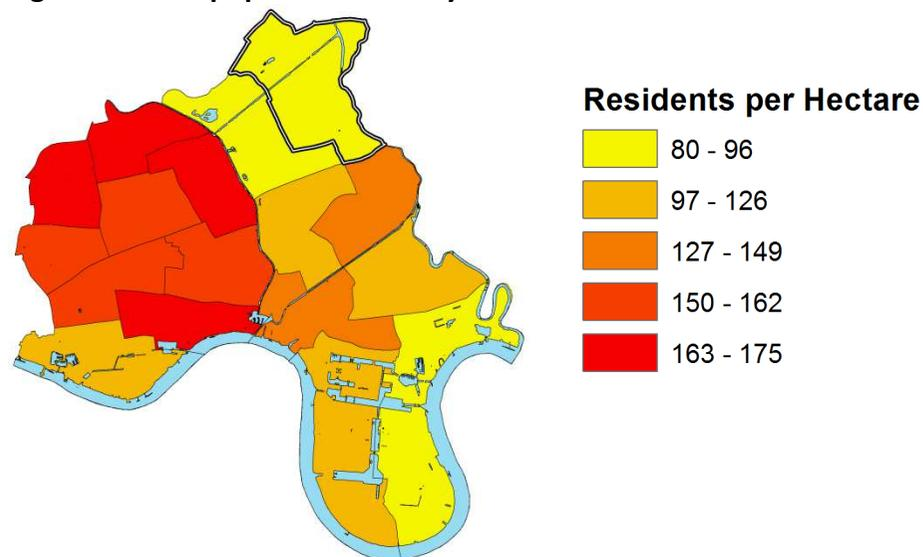 Residents per Hectare
80 - 96
97 - 126
127 - 149
150 - 162
163 - 175